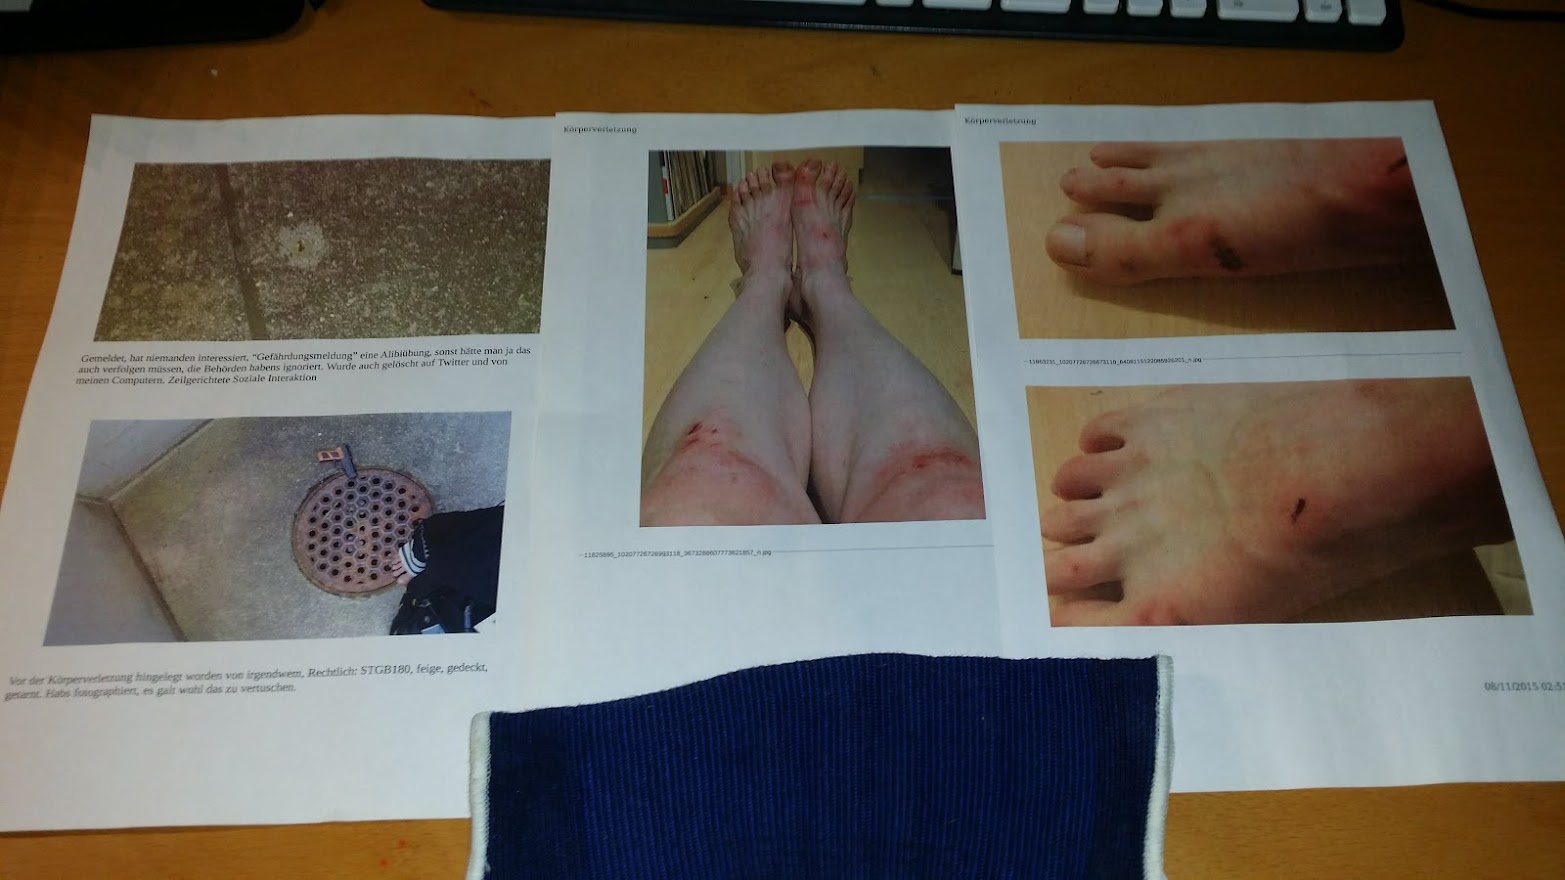 Körperverletzung
Körperverletzung
Gemeldet, hat niemanden interessiert, "Gefährdungsmeldung" eine Alibiübung, sonst hätte man ja das
auch verfolgen müssen, die Behörden habens ignoriert. Wurde auch gelöscht auf Twitter und von
meinen Computern. Zeilgerichtete Soziale Interaktion
Vor der Körperverletzung hingelegt worden von irgendwem, Rechtlich: STGB180, feige, gedeckt,
getarnt. Habs fotographiert, es galt wohl das zu vertuschen.
08/11/2015 02:51